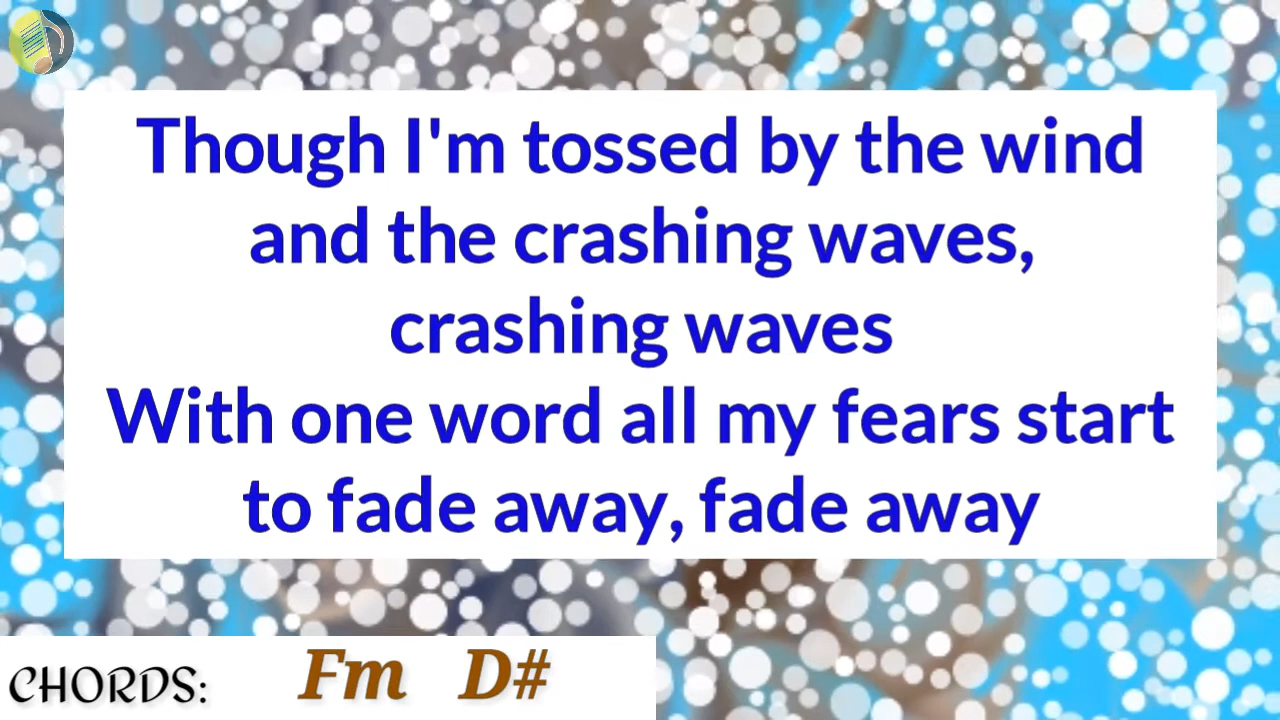 Though I'm tossed by the wind
and the crashing waves,
crashing waves
With one word all my fears start
to fade away, fade away
CHORDS: Fm D#